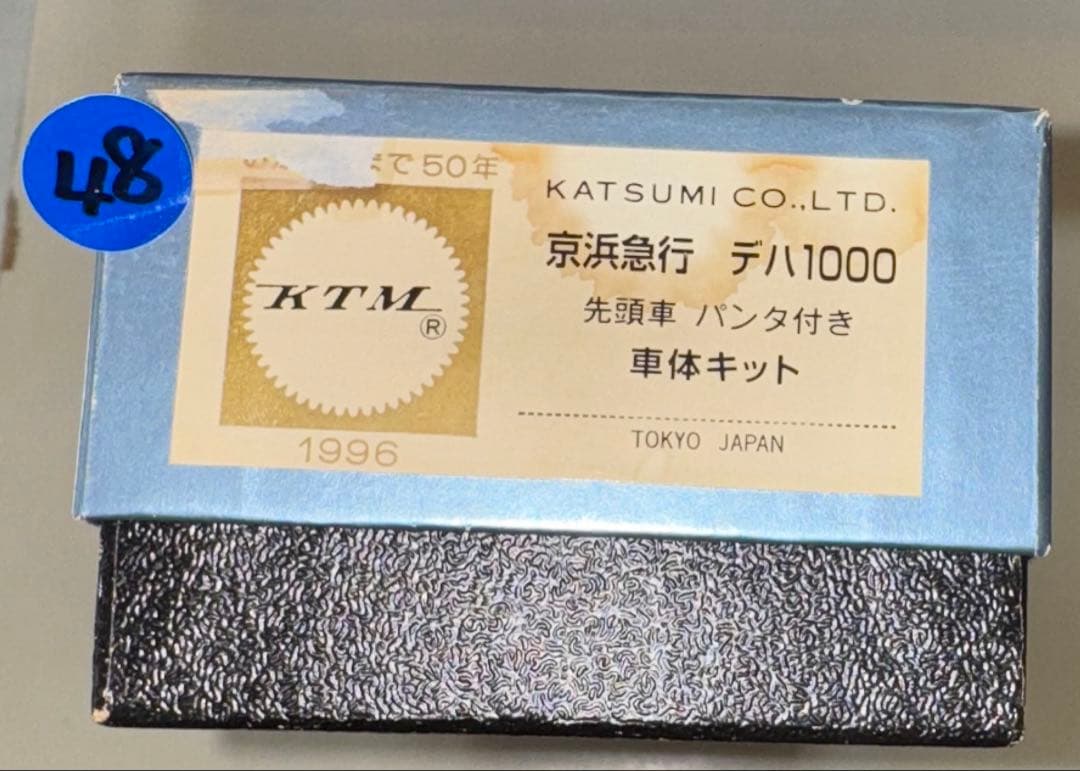 48
で50年
KTM
®
1996
KATSUMI CO.,LTD.
京浜急行 デハ1000
先頭車 パンタ付き
車体キット
TOKYO JAPAN